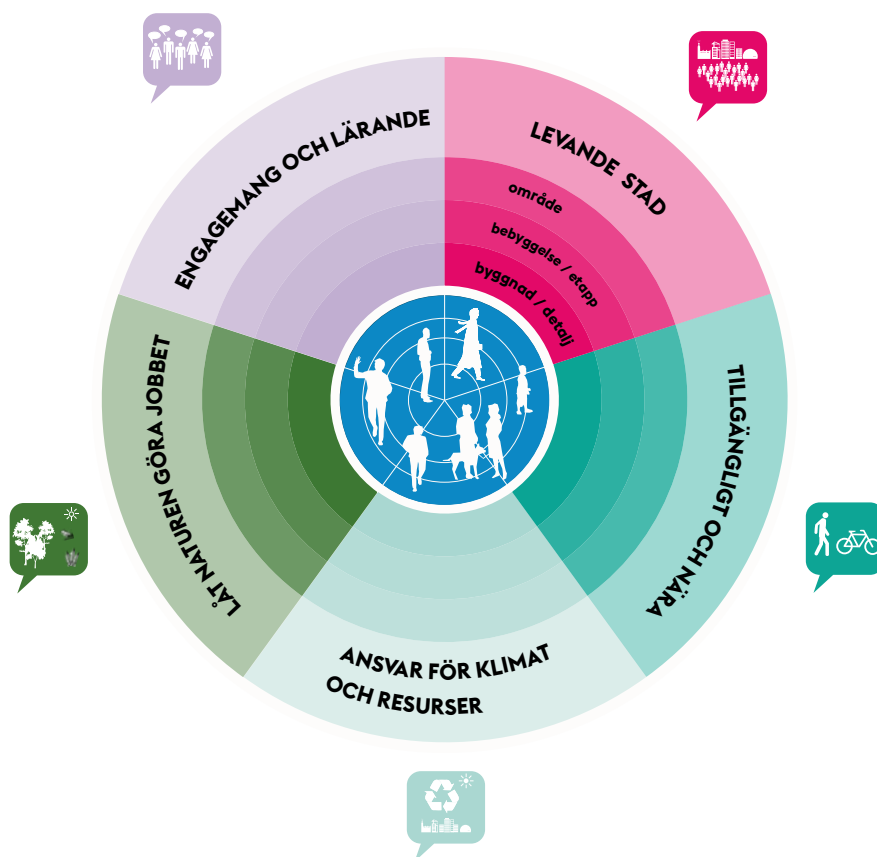 ENGAGEMANG OCH LÄRANDE
LEVANDE STAD
område
bebyggelse / etapp
byggnad / detalj
TILLGÄNGLIGT OCH NÄRA
ANSVAR FÖR KLIMAT
OCH RESURSER
LÅT NATUREN GÖRA JOBBET